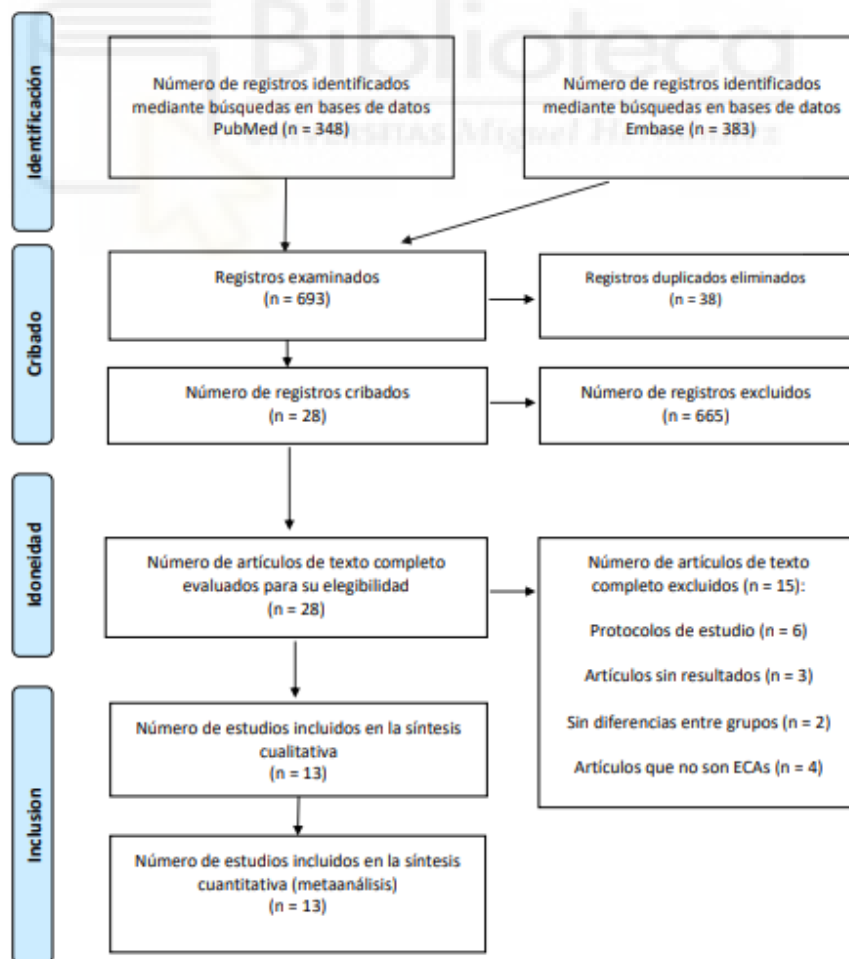 Biblioteca
UNIVERSITAS Miguel Hernández
Identificación
Número de registros identificados
mediante búsquedas en bases de datos
PubMed (n = 348)
Número de registros identificados
mediante búsquedas en bases de datos
Embase (n = 383)
Cribado
Registros examinados
(n = 693)
Registros duplicados eliminados
(n = 38)
Número de registros cribados
(n = 28)
Número de registros excluidos
(n = 665)
Idoneidad
Número de artículos de texto completo
evaluados para su elegibilidad
(n = 28)
Número de artículos de texto
completo excluidos (n = 15):
Protocolos de estudio (n = 6)
Artículos sin resultados (n = 3)
Sin diferencias entre grupos (n = 2)
Artículos que no son ECAs (n = 4)
Inclusion
Número de estudios incluidos en la síntesis
cualitativa
(n = 13)
Número de estudios incluidos en la síntesis
cuantitativa (metaanálisis)
(n = 13)